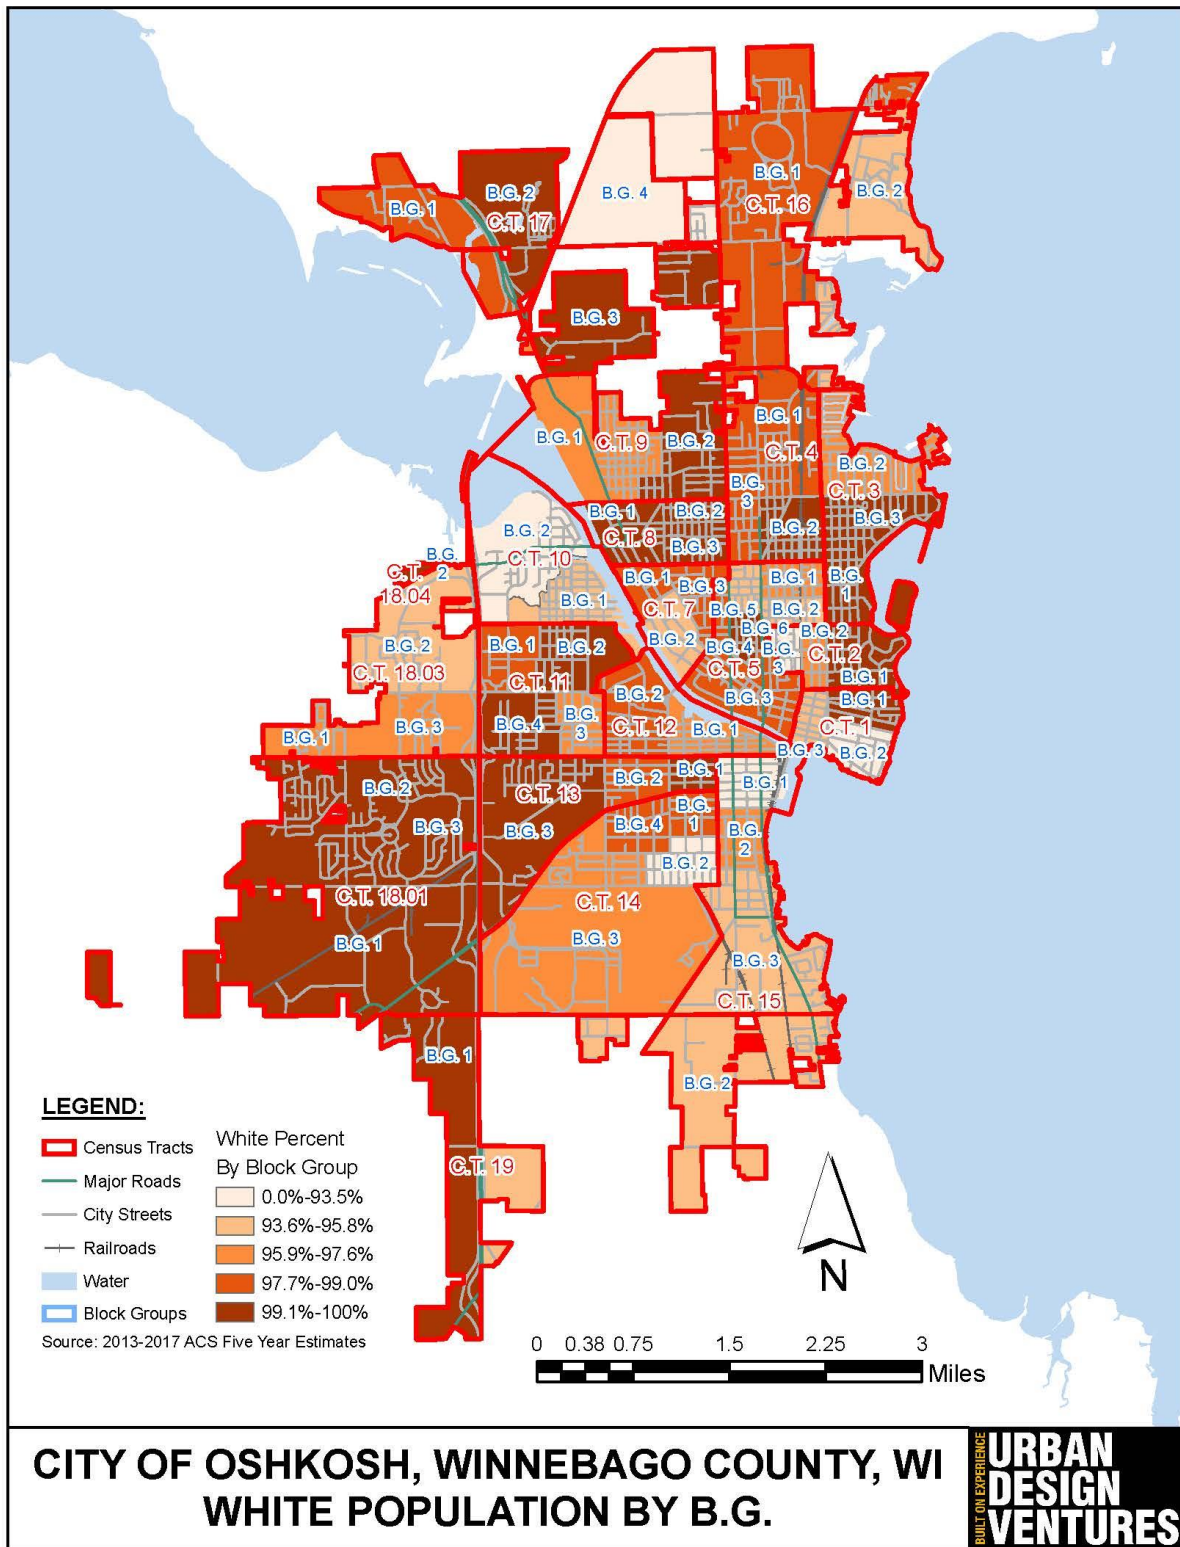 B.G. 2
C.T. 17
B.G. 1
B.G. 4
B.G. 1
C.T. 16
B.G. 2
B.G. 3
B.G. 1
C.T. 9
B.G. 2
B.G. 1
C.T. 4
B.G. 3
B.G. 2
B.G. 2
C.T. 3
B.G. 3
B.G. 1
B.G. 1
C.T. 8
B.G. 2
B.G. 3
B.G. 2
C.T. 10
B.G. 1
B.G.
2
C.T.
18.04
B.G. 2
C.T. 18.03
B.G. 1
B.G. 3
B.G. 1
B.G. 3
C.T. 7
B.G. 2
B.G. 1
B.G. 5
B.G. 2
B.G. 6
B.G. 4
B.G.
3
C.T. 5
B.G. 3
B.G. 2
C.T. 2
B.G. 1
B.G. 1
C.T. 1
B.G. 2
B.G. 3
B.G. 1
B.G. 2
C.T. 11
B.G. 4
B.G.
3
B.G. 2
C.T. 12
B.G. 1
B.G. 2
B.G. 3
C.T. 18.01
B.G. 1
C.T. 13
B.G. 3
B.G. 2
B.G. 1
B.G.
1
B.G. 4
B.G. 2
C.T. 14
B.G. 3
B.G. 1
B.G.
2
B.G. 3
C.T. 15
B.G. 1
B.G. 2
C.T. 19
LEGEND:
Census Tracts
Major Roads
City Streets
Railroads
Water
Block Groups
White Percent
By Block Group
0.0%-93.5%
93.6%-95.8%
95.9%-97.6%
97.7%-99.0%
99.1%-100%
Source: 2013-2017 ACS Five Year Estimates
N
0 0.38 0.75 1.5 2.25 3
Miles
CITY OF OSHKOSH, WINNEBAGO COUNTY, WI
WHITE POPULATION BY B.G.
BUILT ON EXPERIENCE
URBAN
DESIGN
VENTURES